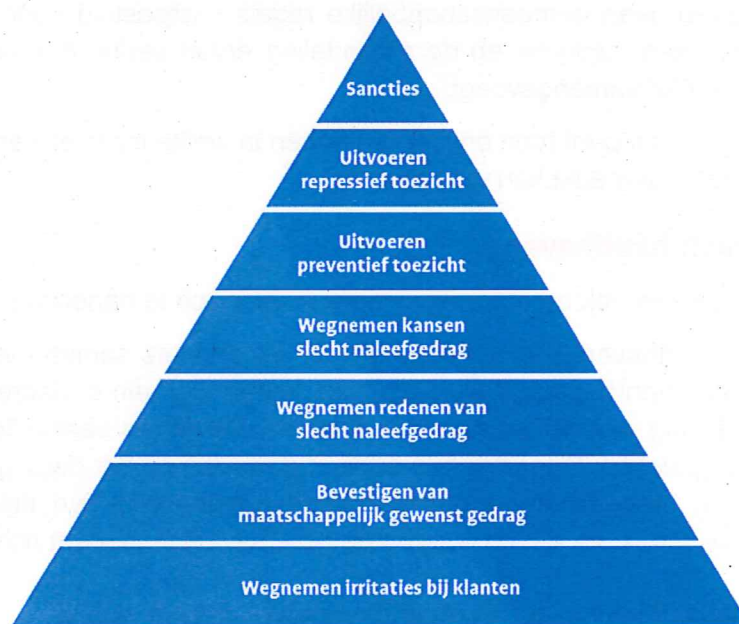 Sancties
Uitvoeren
repressief toezicht
Uitvoeren
preventief toezicht
Wegnemen kansen
slecht naleefgedrag
Wegnemen redenen van
slecht naleefgedrag
Bevestigen van
maatschappelijk gewenst gedrag
Wegnemen irritaties bij klanten